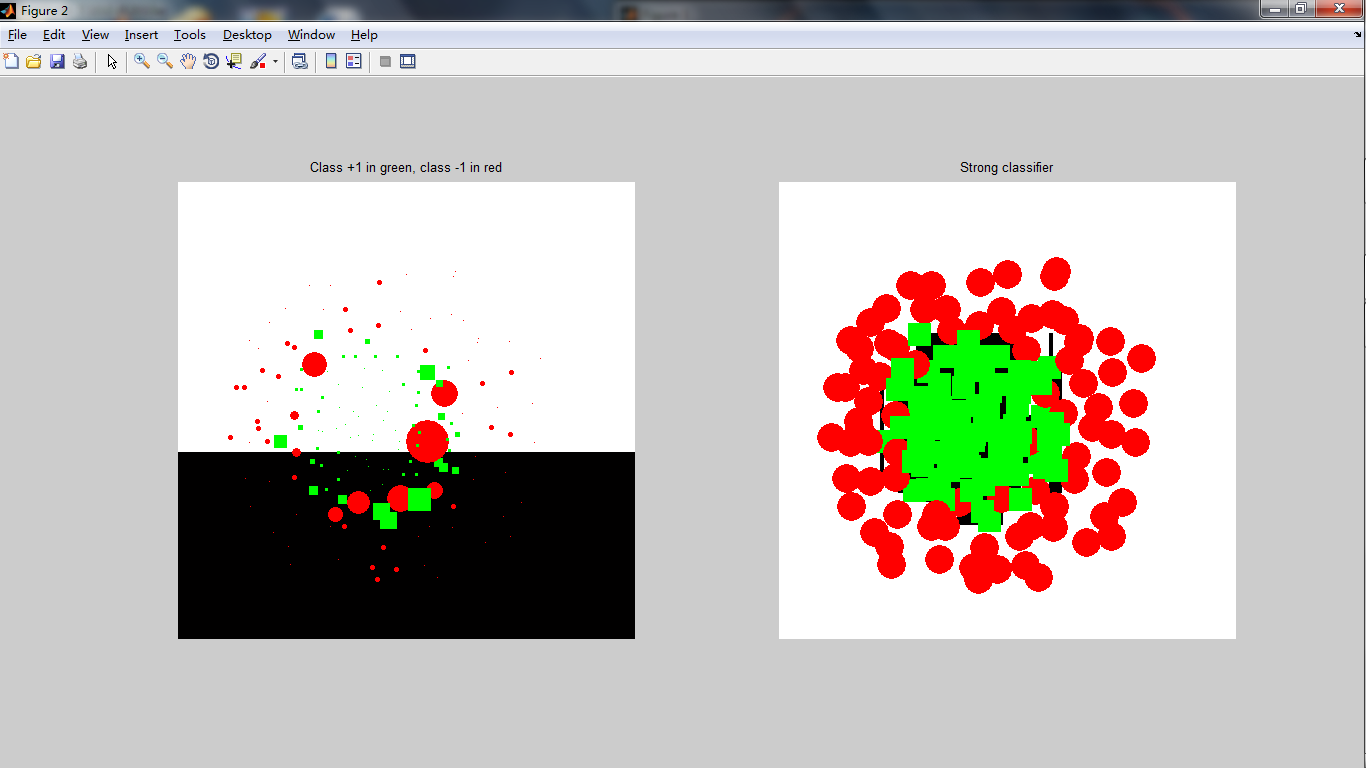 Figure 2
File Edit View Insert Tools Desktop Window Help
Class +1 in green, class -1 in red
Strong classifier